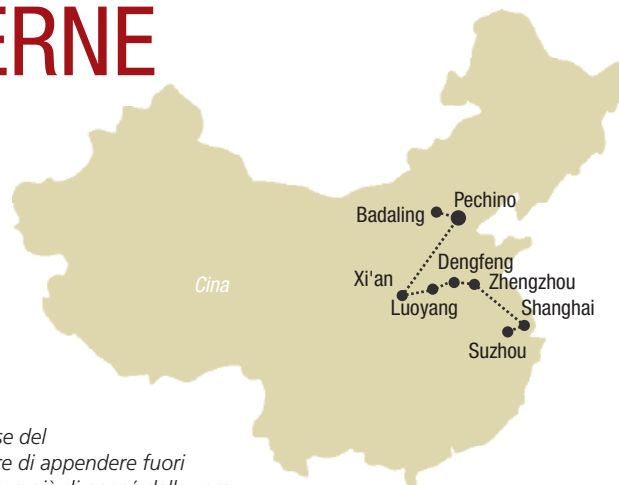 ERNE
Pechino
Badaling
Dengfeng
Xi'an
Zhengzhou
Cina
Luoyang
Shanghai
Suzhou
se del
re di appendere fuori